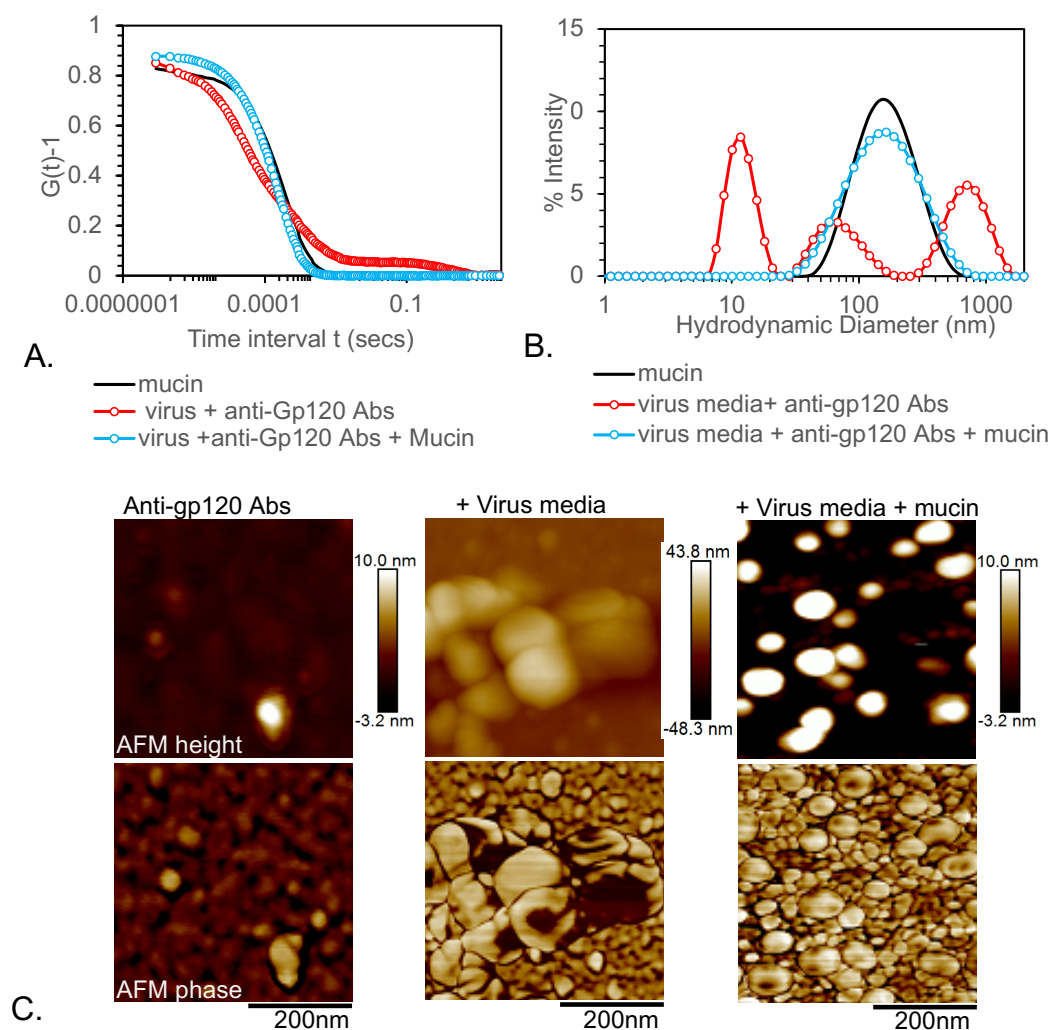 1
0.8
0.6
0.4
0.2
0
G(t)-1
0.0000001 0.0001 0.1
Time interval t (secs)
A.
mucin
virus + anti-Gp120 Abs
virus +anti-Gp120 Abs + Mucin
15
0
5
0
% Intensity
1 10 100 1000
Hydrodynamic Diameter (nm)
B.
mucin
virus media+ anti-gp120 Abs
virus media + anti-gp120 Abs + mucin
Anti-gp120 Abs
+ Virus media
+ Virus media + mucin
10.0 nm
-3.2 nm
43.8 nm
-48.3 nm
10.0 nm
-3.2 nm
AFM height
AFM phase
200nm
200nm
200nm
C.